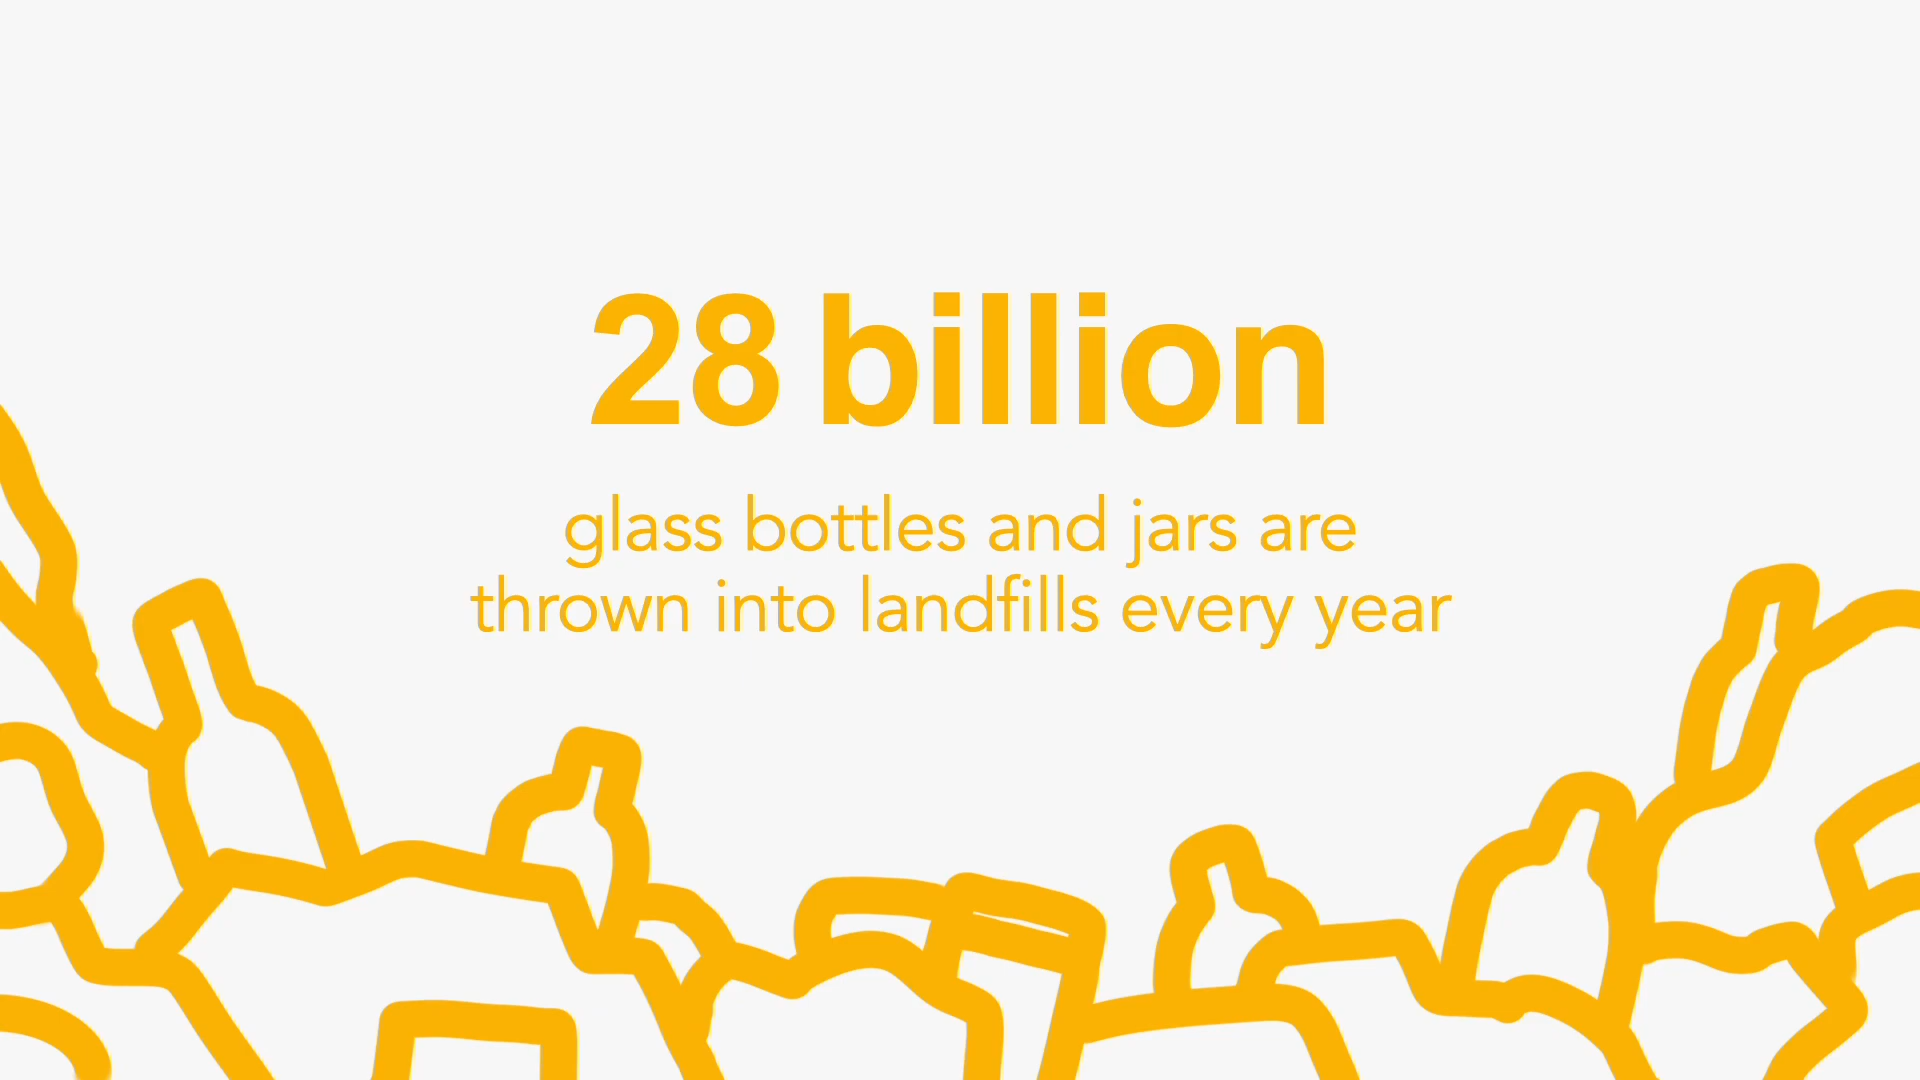 28 billion
glass bottles and jars are
thrown into landfills every year